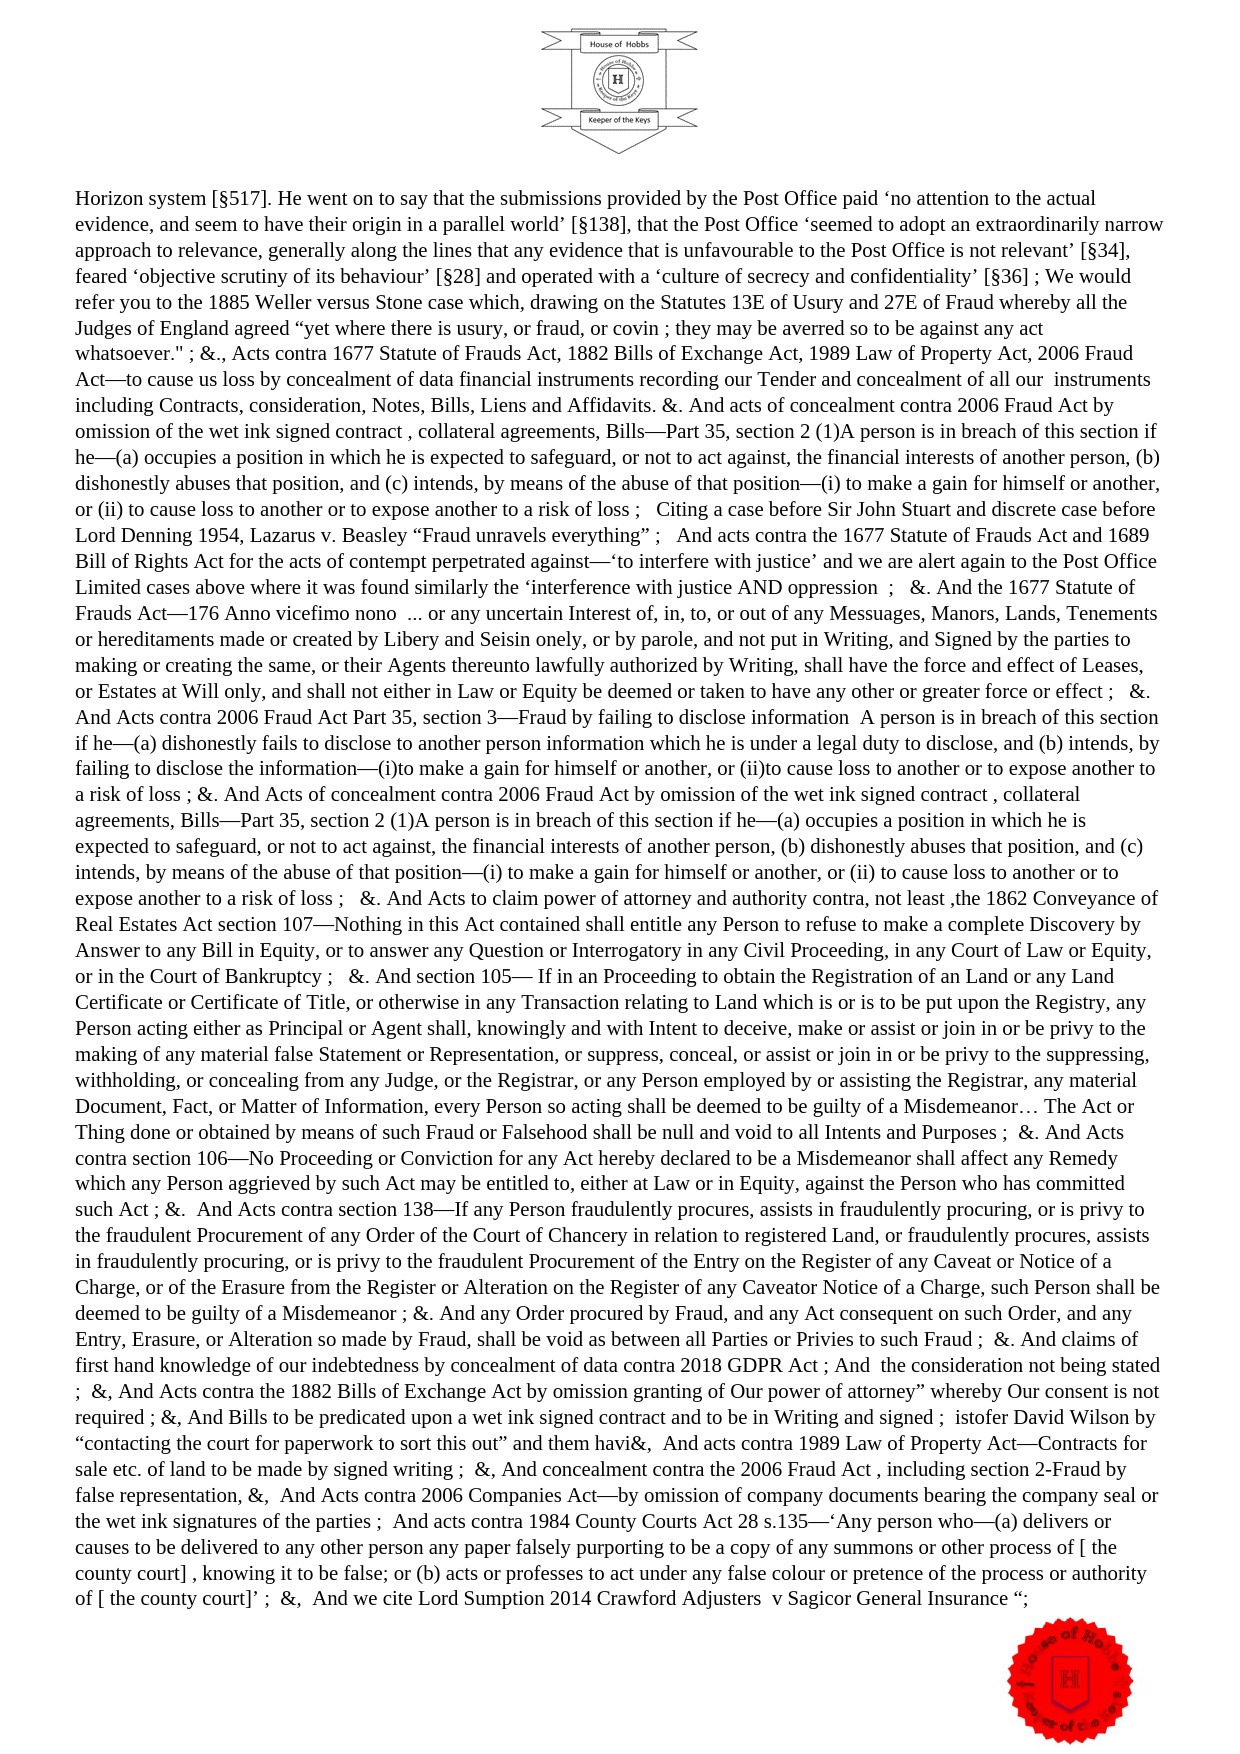 House of Hobbs
House of Hobbs
H
Keeper of the Keys
Keeper of the Keys
Horizon system [§517]. He went on to say that the submissions provided by the Post Office paid ‘no attention to the actual
evidence, and seem to have their origin in a parallel world’ [§138], that the Post Office ‘seemed to adopt an extraordinarily narrow
approach to relevance, generally along the lines that any evidence that is unfavourable to the Post Office is not relevant’ [§34],
feared ‘objective scrutiny of its behaviour’ [§28] and operated with a ‘culture of secrecy and confidentiality’ [§36] ; We would
refer you to the 1885 Weller versus Stone case which, drawing on the Statutes 13E of Usury and 27E of Fraud whereby all the
Judges of England agreed “yet where there is usury, or fraud, or covin ; they may be averred so to be against any act
whatsoever." ; &., Acts contra 1677 Statute of Frauds Act, 1882 Bills of Exchange Act, 1989 Law of Property Act, 2006 Fraud
Act—to cause us loss by concealment of data financial instruments recording our Tender and concealment of all our  instruments
including Contracts, consideration, Notes, Bills, Liens and Affidavits. &. And acts of concealment contra 2006 Fraud Act by
omission of the wet ink signed contract , collateral agreements, Bills—Part 35, section 2 (1)A person is in breach of this section if
he—(a) occupies a position in which he is expected to safeguard, or not to act against, the financial interests of another person, (b)
dishonestly abuses that position, and (c) intends, by means of the abuse of that position—(i) to make a gain for himself or another,
or (ii) to cause loss to another or to expose another to a risk of loss ;   Citing a case before Sir John Stuart and discrete case before
Lord Denning 1954, Lazarus v. Beasley “Fraud unravels everything” ;   And acts contra the 1677 Statute of Frauds Act and 1689
Bill of Rights Act for the acts of contempt perpetrated against—‘to interfere with justice’ and we are alert again to the Post Office
Limited cases above where it was found similarly the ‘interference with justice AND oppression  ;   &. And the 1677 Statute of
Frauds Act—176 Anno vicefimo nono  ... or any uncertain Interest of, in, to, or out of any Messuages, Manors, Lands, Tenements
or hereditaments made or created by Libery and Seisin onely, or by parole, and not put in Writing, and Signed by the parties to
making or creating the same, or their Agents thereunto lawfully authorized by Writing, shall have the force and effect of Leases,
or Estates at Will only, and shall not either in Law or Equity be deemed or taken to have any other or greater force or effect ;   &.
And Acts contra 2006 Fraud Act Part 35, section 3—Fraud by failing to disclose information  A person is in breach of this section
if he—(a) dishonestly fails to disclose to another person information which he is under a legal duty to disclose, and (b) intends, by
failing to disclose the information—(i)to make a gain for himself or another, or (ii)to cause loss to another or to expose another to
a risk of loss ; &. And Acts of concealment contra 2006 Fraud Act by omission of the wet ink signed contract , collateral
agreements, Bills—Part 35, section 2 (1)A person is in breach of this section if he—(a) occupies a position in which he is
expected to safeguard, or not to act against, the financial interests of another person, (b) dishonestly abuses that position, and (c)
intends, by means of the abuse of that position—(i) to make a gain for himself or another, or (ii) to cause loss to another or to
expose another to a risk of loss ;   &. And Acts to claim power of attorney and authority contra, not least ,the 1862 Conveyance of
Real Estates Act section 107—Nothing in this Act contained shall entitle any Person to refuse to make a complete Discovery by
Answer to any Bill in Equity, or to answer any Question or Interrogatory in any Civil Proceeding, in any Court of Law or Equity,
or in the Court of Bankruptcy ;   &. And section 105— If in an Proceeding to obtain the Registration of an Land or any Land
Certificate or Certificate of Title, or otherwise in any Transaction relating to Land which is or is to be put upon the Registry, any
Person acting either as Principal or Agent shall, knowingly and with Intent to deceive, make or assist or join in or be privy to the
making of any material false Statement or Representation, or suppress, conceal, or assist or join in or be privy to the suppressing,
withholding, or concealing from any Judge, or the Registrar, or any Person employed by or assisting the Registrar, any material
Document, Fact, or Matter of Information, every Person so acting shall be deemed to be guilty of a Misdemeanor… The Act or
Thing done or obtained by means of such Fraud or Falsehood shall be null and void to all Intents and Purposes ;  &. And Acts
contra section 106—No Proceeding or Conviction for any Act hereby declared to be a Misdemeanor shall affect any Remedy
which any Person aggrieved by such Act may be entitled to, either at Law or in Equity, against the Person who has committed
such Act ; &.  And Acts contra section 138—If any Person fraudulently procures, assists in fraudulently procuring, or is privy to
the fraudulent Procurement of any Order of the Court of Chancery in relation to registered Land, or fraudulently procures, assists
in fraudulently procuring, or is privy to the fraudulent Procurement of the Entry on the Register of any Caveat or Notice of a
Charge, or of the Erasure from the Register or Alteration on the Register of any Caveator Notice of a Charge, such Person shall be
deemed to be guilty of a Misdemeanor ; &. And any Order procured by Fraud, and any Act consequent on such Order, and any
Entry, Erasure, or Alteration so made by Fraud, shall be void as between all Parties or Privies to such Fraud ;  &. And claims of
first hand knowledge of our indebtedness by concealment of data contra 2018 GDPR Act ; And  the consideration not being stated
;  &, And Acts contra the 1882 Bills of Exchange Act by omission granting of Our power of attorney” whereby Our consent is not
required ; &, And Bills to be predicated upon a wet ink signed contract and to be in Writing and signed ;  istofer David Wilson by
“contacting the court for paperwork to sort this out” and them havi&,  And acts contra 1989 Law of Property Act—Contracts for
sale etc. of land to be made by signed writing ;  &, And concealment contra the 2006 Fraud Act , including section 2-Fraud by
false representation, &,  And Acts contra 2006 Companies Act—by omission of company documents bearing the company seal or
the wet ink signatures of the parties ;  And acts contra 1984 County Courts Act 28 s.135—‘Any person who—(a) delivers or
causes to be delivered to any other person any paper falsely purporting to be a copy of any summons or other process of [ the
county court] , knowing it to be false; or (b) acts or professes to act under any false colour or pretence of the process or authority
of [ the county court]’ ;  &,  And we cite Lord Sumption 2014 Crawford Adjusters  v Sagicor General Insurance “;
House of Hobbs
H